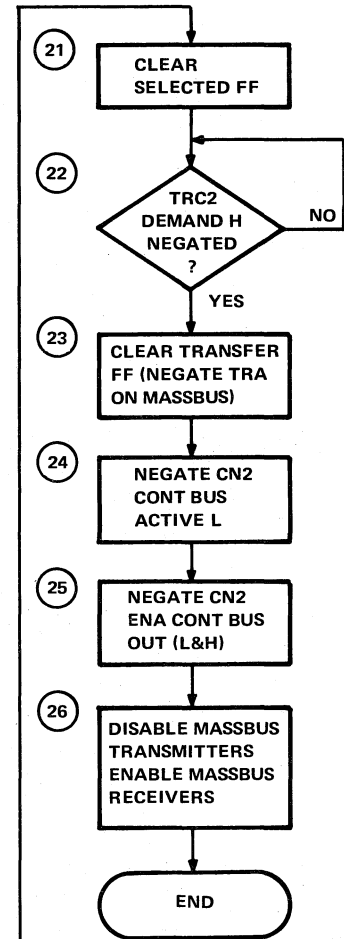 21
CLEAR
SELECTED FF
22
TRC2
DEMAND H
NEGATED
?
NO
YES
23
CLEAR TRANSFER
FF (NEGATE TRA
ON MASSBUS)
24
NEGATE CN2
CONT BUS
ACTIVE L
25
NEGATE CN2
ENA CONT BUS
OUT (L&H)
26
DISABLE MASSBUS
TRANSMITTERS
ENABLE MASSBUS
RECEIVERS
END